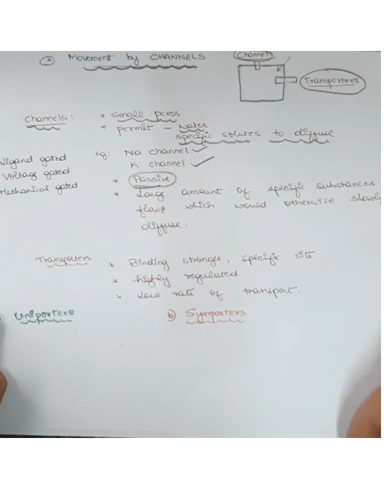 ② Movement by CHANNELS
Channel
Transporters
Channels: * Small pores
* permit - water
specific solutes to diffuse
Ligand gated
Voltage gated
Mechanical gated.
eg: Na channel ✓
K channel ✓
* Passive
* Large amount of specific substances
flow which would otherwise slowly
diffuse.
Transporters * Binding strong, specific
* highly regulated
* slow rate of transport.
Uniporters
b) Symporters